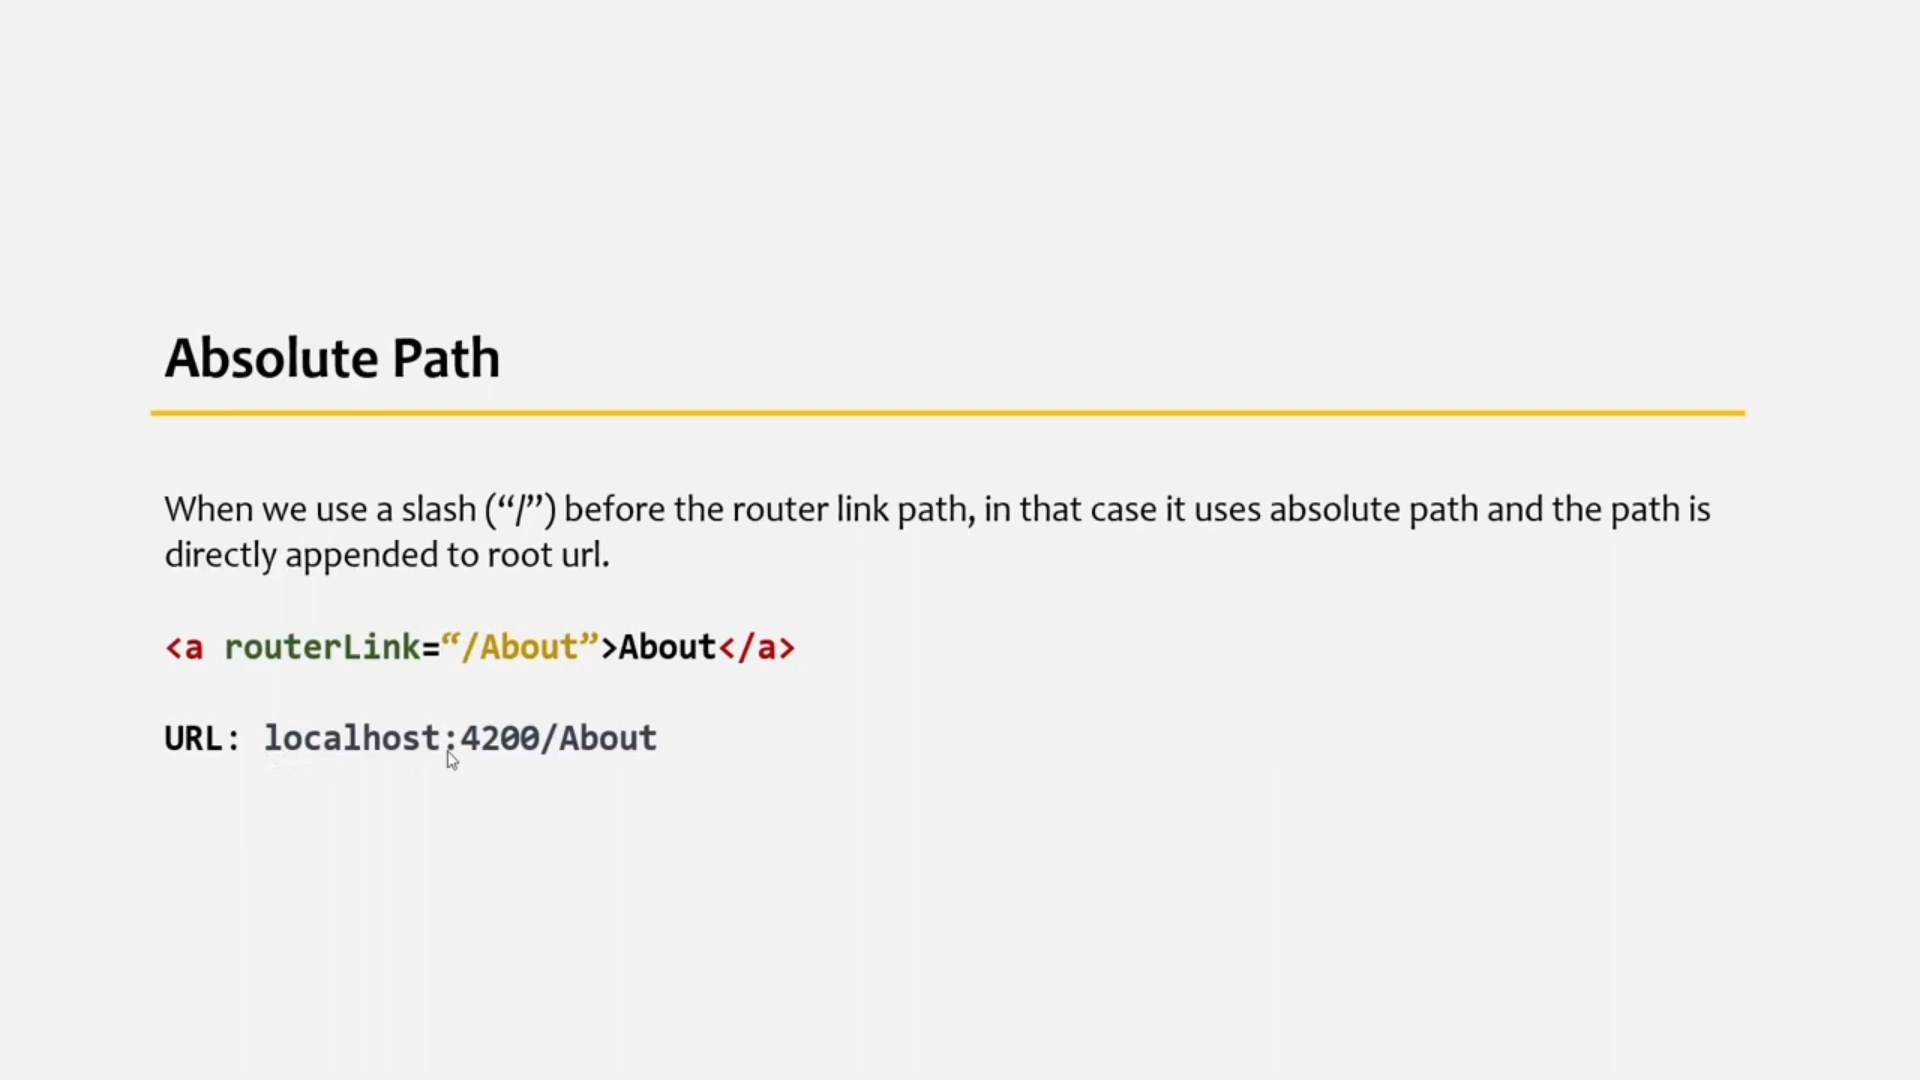 Absolute Path
When we use a slash (“/”) before the router link path, in that case it uses absolute path and the path is
directly appended to root url.
<a routerLink=“/About”>About</a>
URL: localhost:4200/About